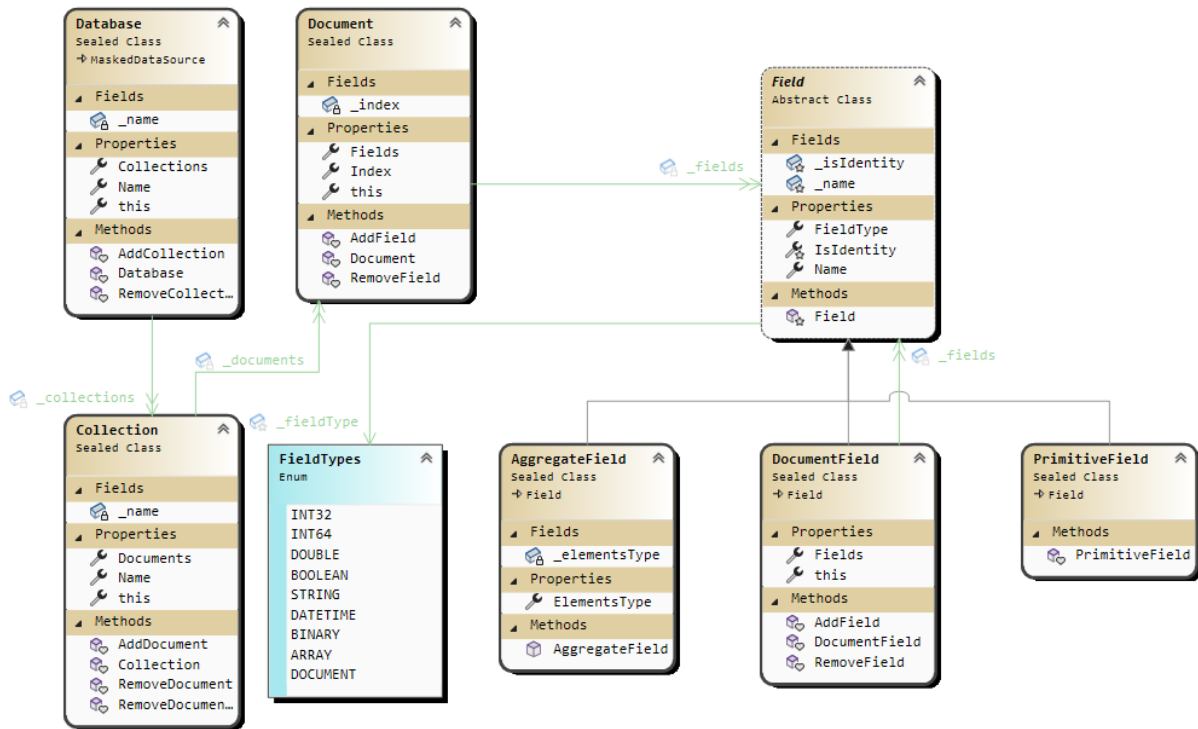 Database
Sealed Class
MaskedDataSource
Fields
_name
Properties
Collections
Name
this
Methods
AddCollection
Database
RemoveCollect...
Document
Sealed Class
Fields
_index
Properties
Fields
Index
this
Methods
AddField
Document
RemoveField
_fields
Field
Abstract Class
Fields
_isIdentity
_name
Properties
FieldType
IsIdentity
Name
Methods
Field
_documents
_fields
_collections
_fieldType
Collection
Sealed Class
Fields
_name
Properties
Documents
Name
this
Methods
AddDocument
Collection
RemoveDocument
RemoveDocumen...
FieldTypes
Enum
INT32
INT64
DOUBLE
BOOLEAN
STRING
DATETIME
BINARY
ARRAY
DOCUMENT
AggregateField
Sealed Class
Field
Fields
_elementsType
Properties
ElementsType
Methods
AggregateField
DocumentField
Sealed Class
Field
Properties
Fields
this
Methods
AddField
DocumentField
RemoveField
PrimitiveField
Sealed Class
Field
Methods
PrimitiveField